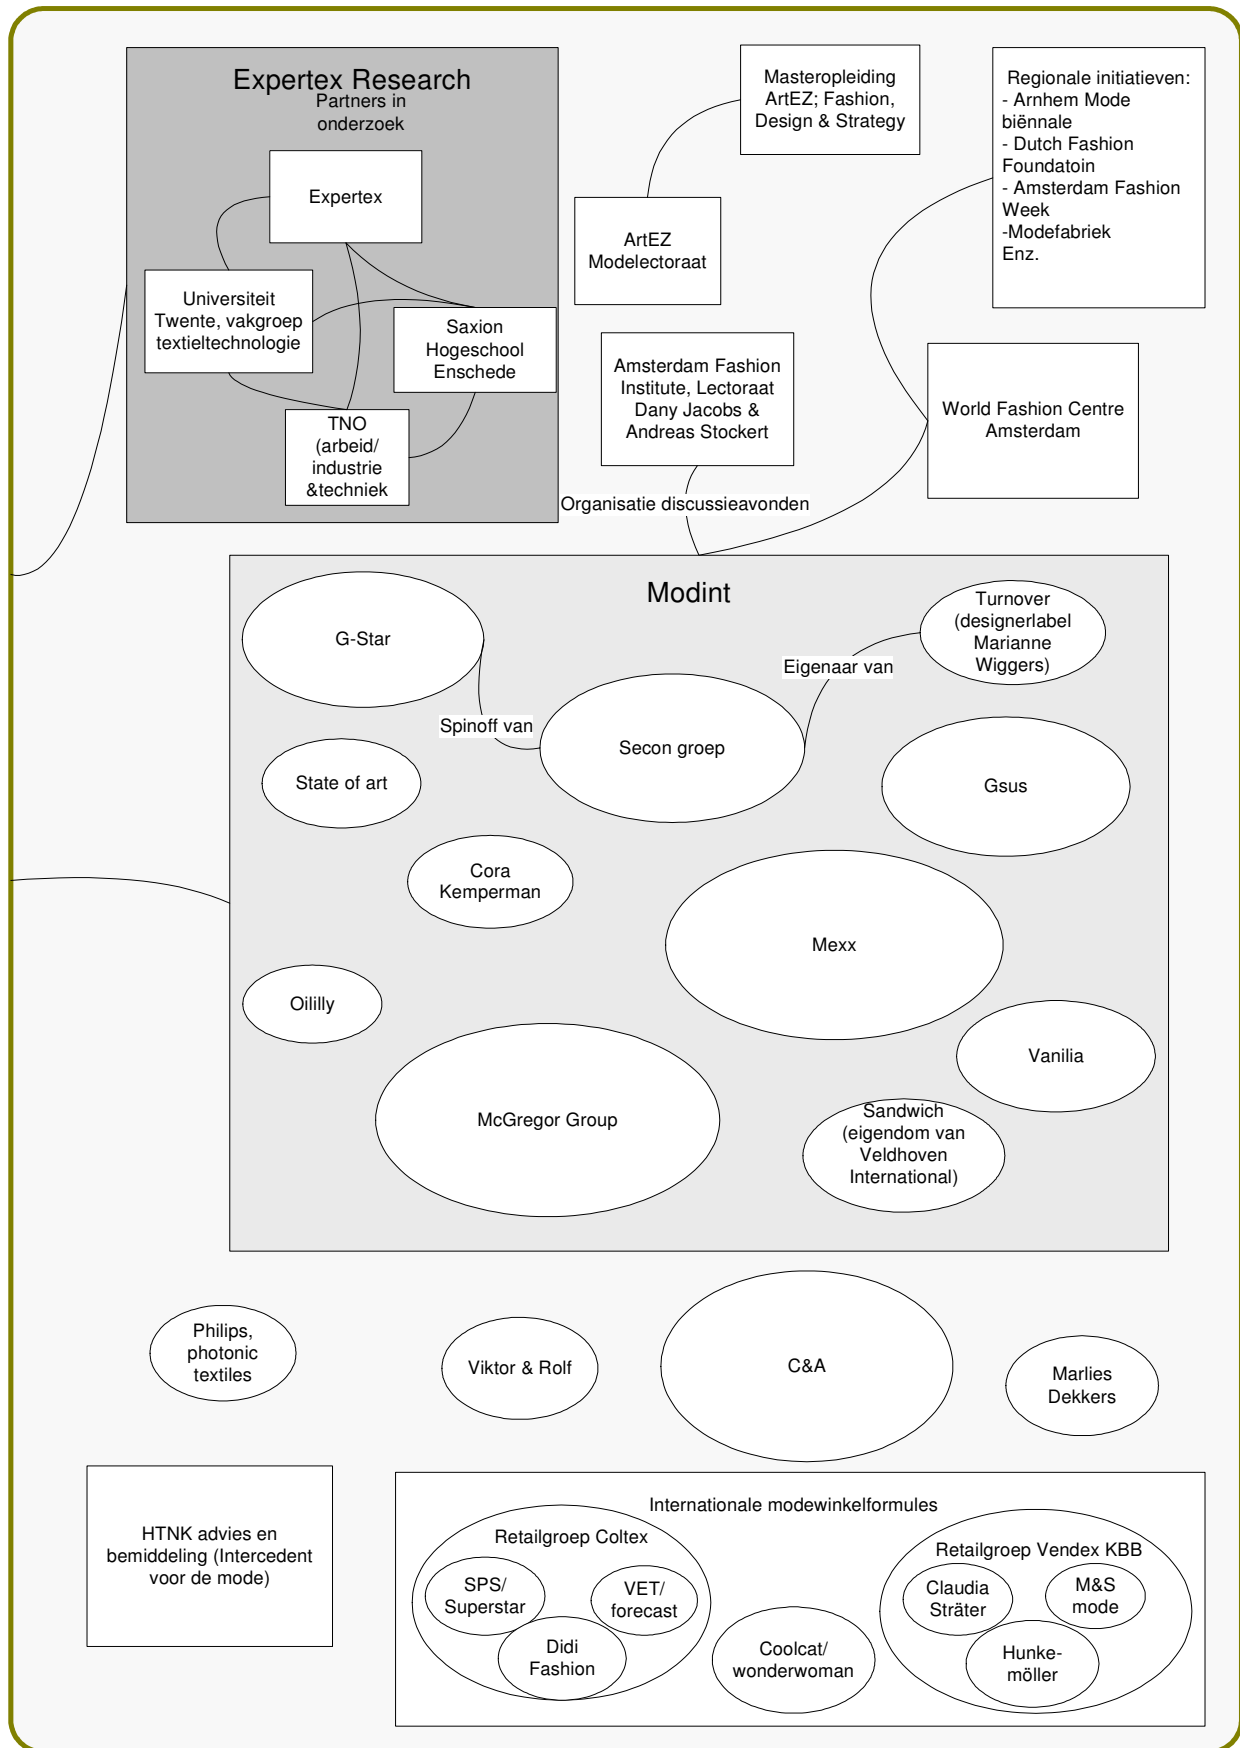 Expertex Research
Partners in
onderzoek
Expertex
Universiteit
Twente, vakgroep
textieltechnologie
Saxion
Hogeschool
Enschede
TNO
(arbeid/
industrie
&techniek
Masteropleiding
ArtEZ; Fashion,
Design & Strategy
ArtEZ
Modelectoraat
Regionale initiatieven:
- Arnhem Mode
biënnale
- Dutch Fashion
Foundatoin
- Amsterdam Fashion
Week
-Modefabriek
Enz.
Amsterdam Fashion
Institute, Lectoraat
Dany Jacobs &
Andreas Stockert
World Fashion Centre
Amsterdam
Organisatie discussieavonden
Modint
G-Star
Turnover
(designerlabel
Marianne
Wiggers)
Eigenaar van
Spinoff van
Secon groep
State of art
Gsus
Cora
Kemperman
Mexx
Oililly
Vanilia
McGregor Group
Sandwich
(eigendom van
Veldhoven
International)
Philips,
photonic
textiles
Viktor & Rolf
C&A
Marlies
Dekkers
HTNK advies en
bemiddeling (Intercedent
voor de mode)
Internationale modewinkelformules
Retailgroep Coltex
SPS/
Superstar
VET/
forecast
Didi
Fashion
Coolcat/
wonderwoman
Retailgroep Vendex KBB
Claudia
Sträter
M&S
mode
Hunke-
möller